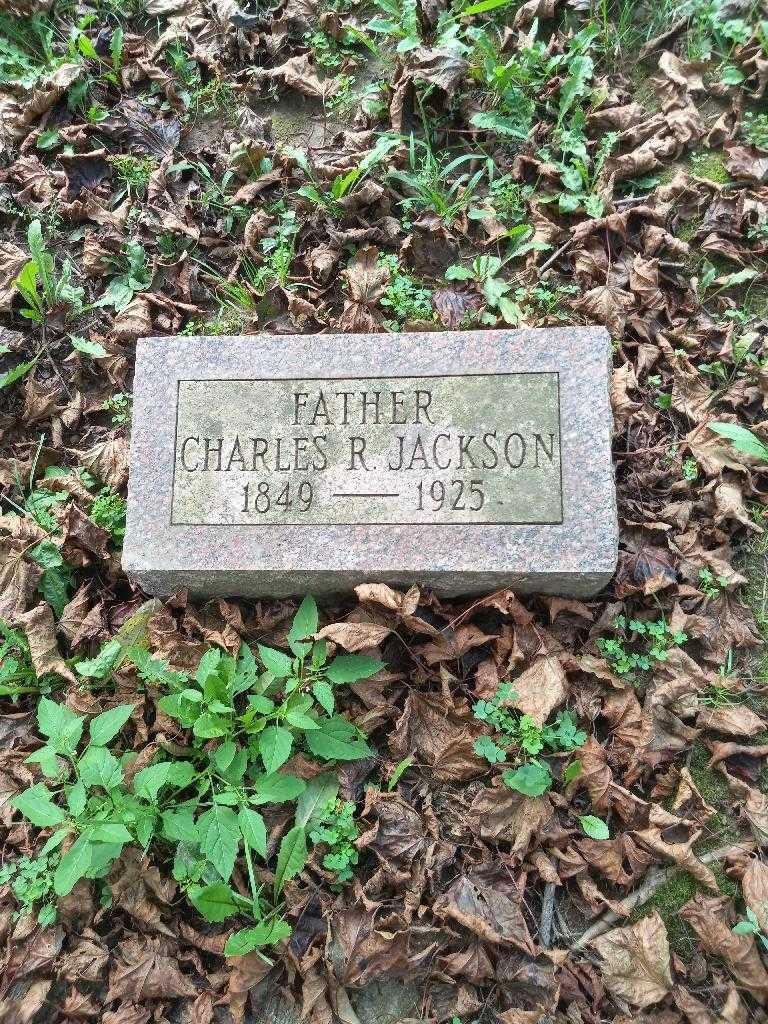 FATHER
CHARLES R. JACKSON
1849 — 1925